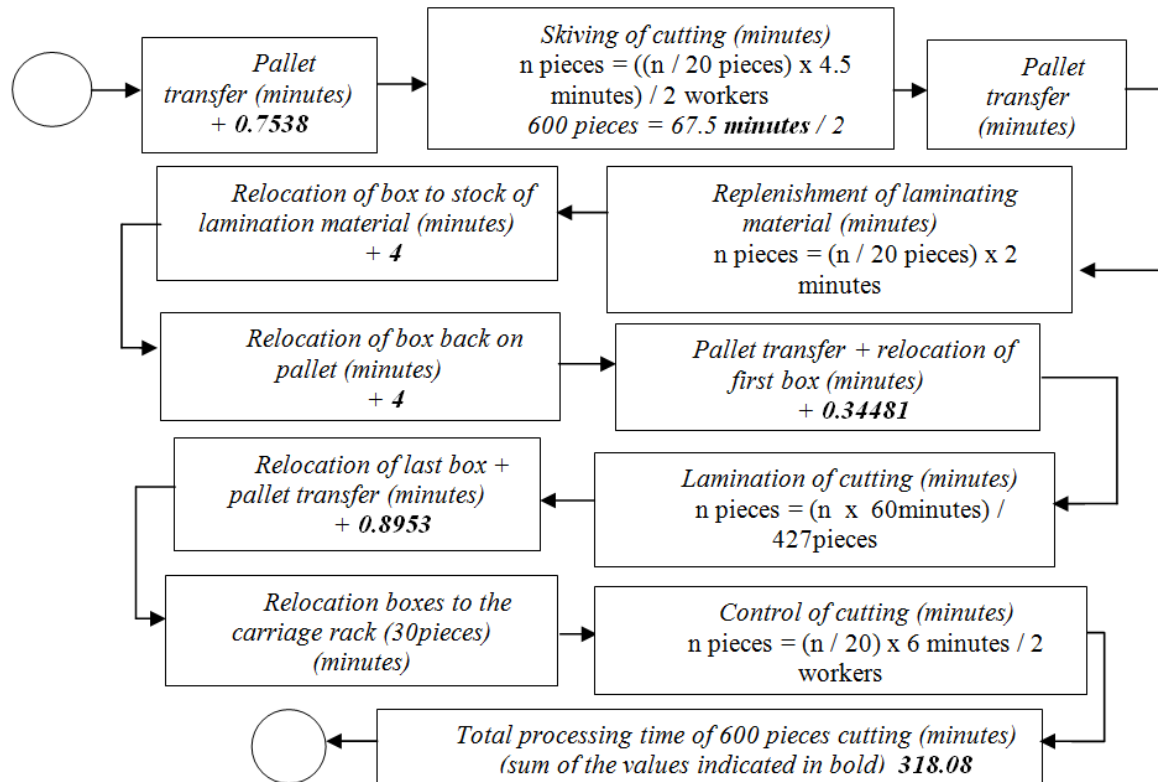 Pallet
transfer (minutes)
+ 0.7538
Skiving of cutting (minutes)
n pieces = ((n / 20 pieces) x 4.5
minutes) / 2 workers
600 pieces = 67.5 minutes / 2
Pallet
transfer
(minutes)
Replenishment of laminating
material (minutes)
n pieces = (n / 20 pieces) x 2
minutes
Relocation of box to stock of
lamination material (minutes)
+ 4
Relocation of box back on
pallet (minutes)
+ 4
Pallet transfer + relocation of
first box (minutes)
+ 0.34481
Lamination of cutting (minutes)
n pieces = (n x 60minutes) /
427pieces
Relocation of last box +
pallet transfer (minutes)
+ 0.8953
Relocation boxes to the
carriage rack (30pieces)
(minutes)
Control of cutting (minutes)
n pieces = (n / 20) x 6 minutes / 2
workers
Total processing time of 600 pieces cutting (minutes)
(sum of the values indicated in bold) 318.08